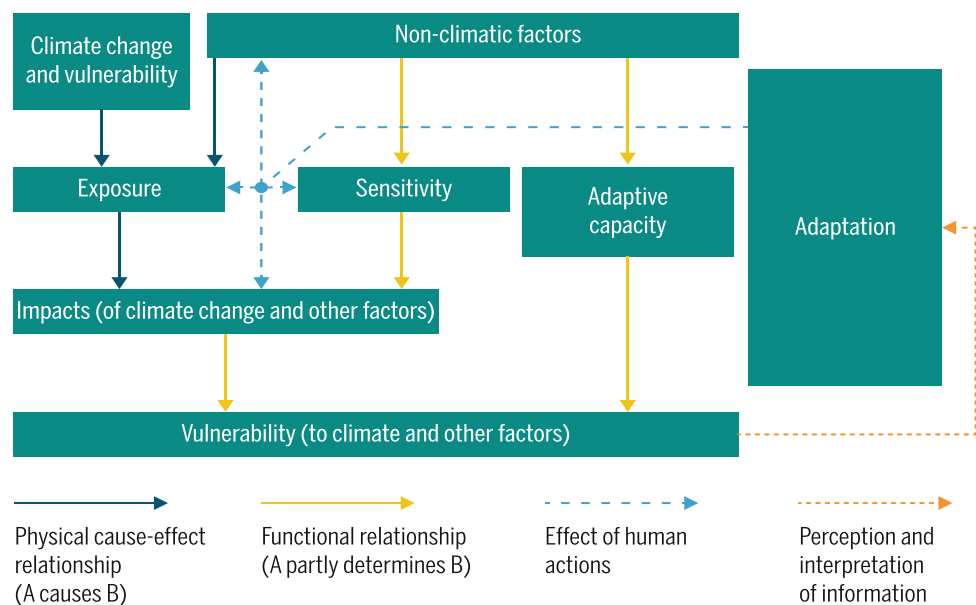 Climate change
and vulnerability
Non-climatic factors
Exposure
Sensitivity
Adaptive
capacity
Adaptation
Impacts (of climate change and other factors)
Vulnerability (to climate and other factors)
Physical cause-effect
relationship
(A causes B)
Functional relationship
(A partly determines B)
Effect of human
actions
Perception and
interpretation
of information